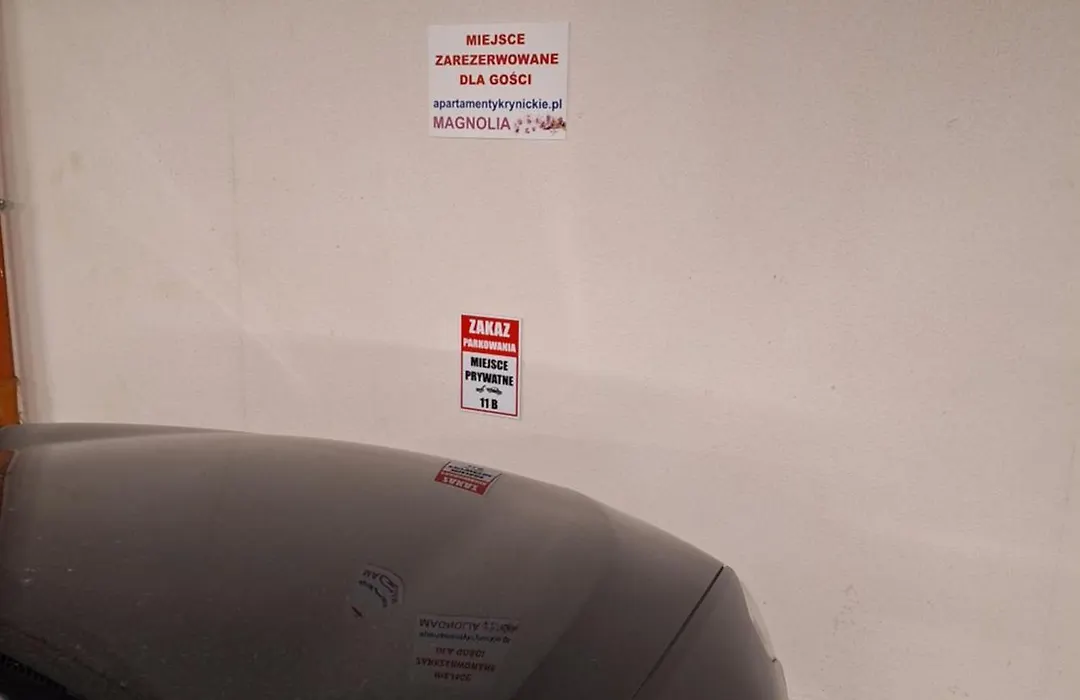 MIEJSCE
ZAREZERWOWANE
DLA GOŚCI
apartamentykrynickie.pl
MAGNOLIA
ZAKAZ
PARKOWANIA
MIEJSCE
PRYWATNE
11 B